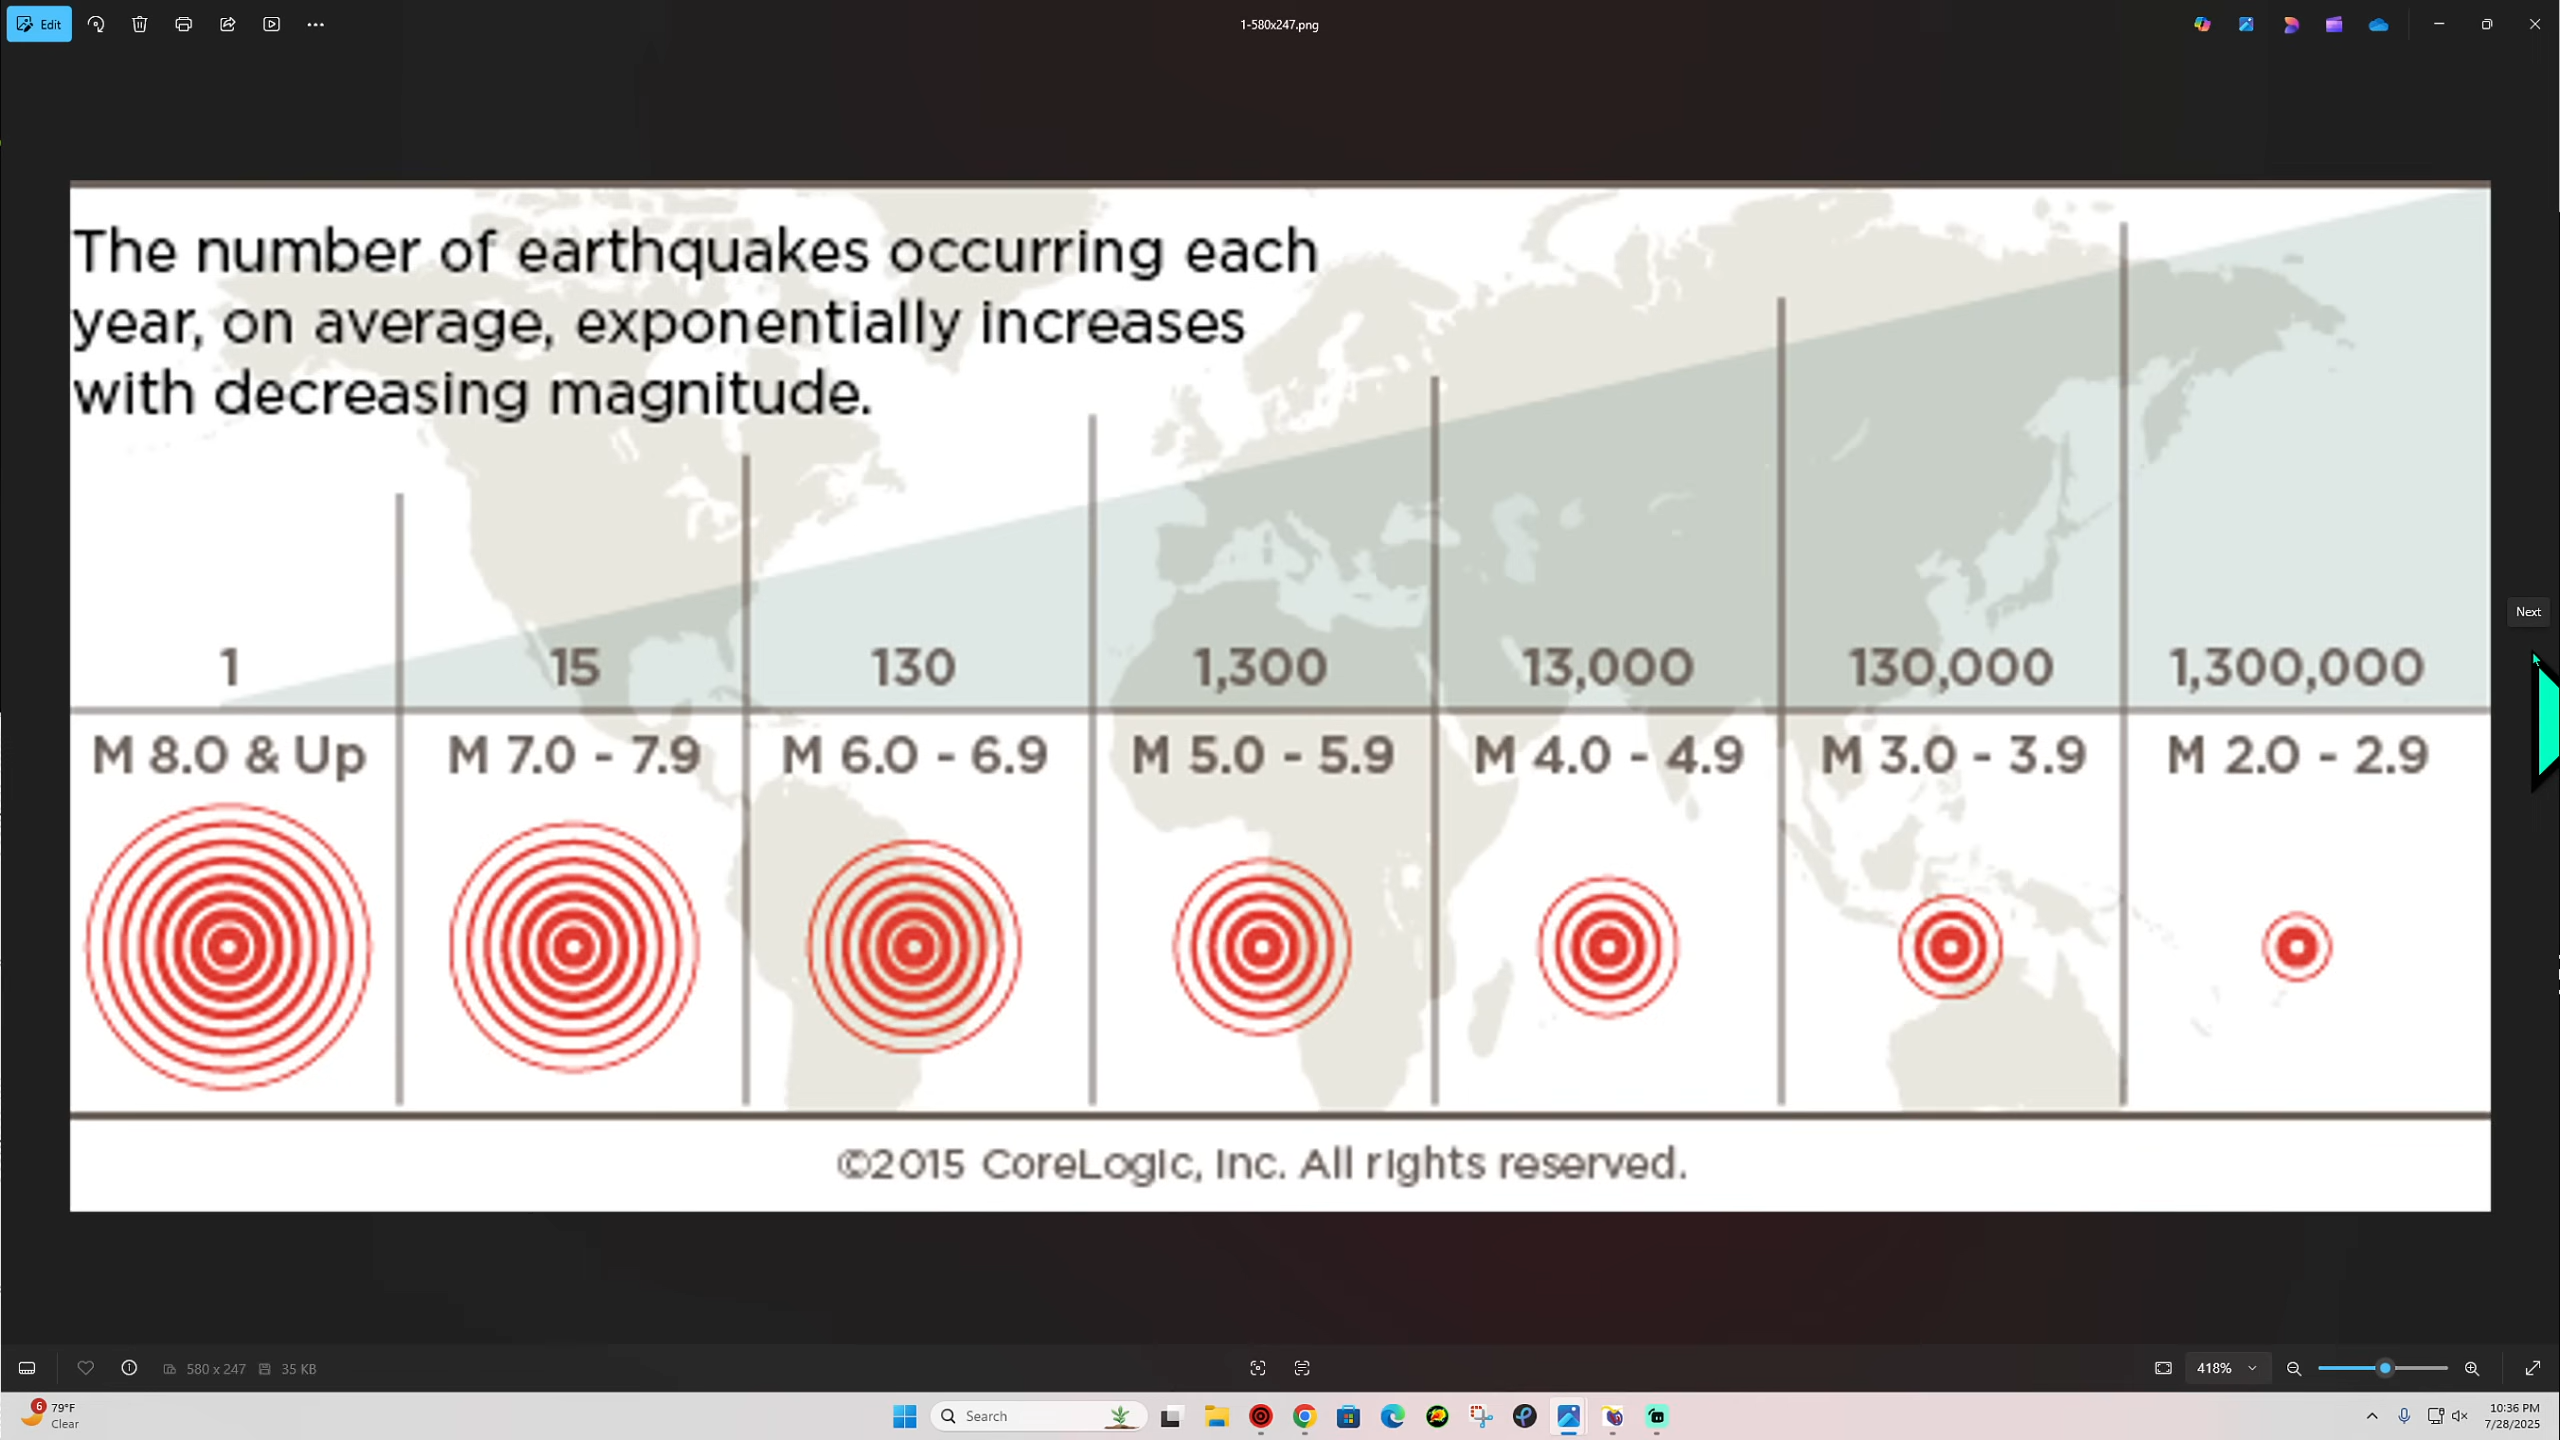 Edit
1-580x247.png
The number of earthquakes occurring each
year, on average, exponentially increases
with decreasing magnitude.
Next
1 15 130 1,300 13,000 130,000 1,300,000
M 8.0 & Up M 7.0 - 7.9 M 6.0 - 6.9 M 5.0 - 5.9 M 4.0 - 4.9 M 3.0 - 3.9 M 2.0 - 2.9
©2015 CoreLogic, Inc. All rights reserved.
580 x 247 35 KB 418%
6 79°F
Clear
Search
10:36 PM
7/28/2025